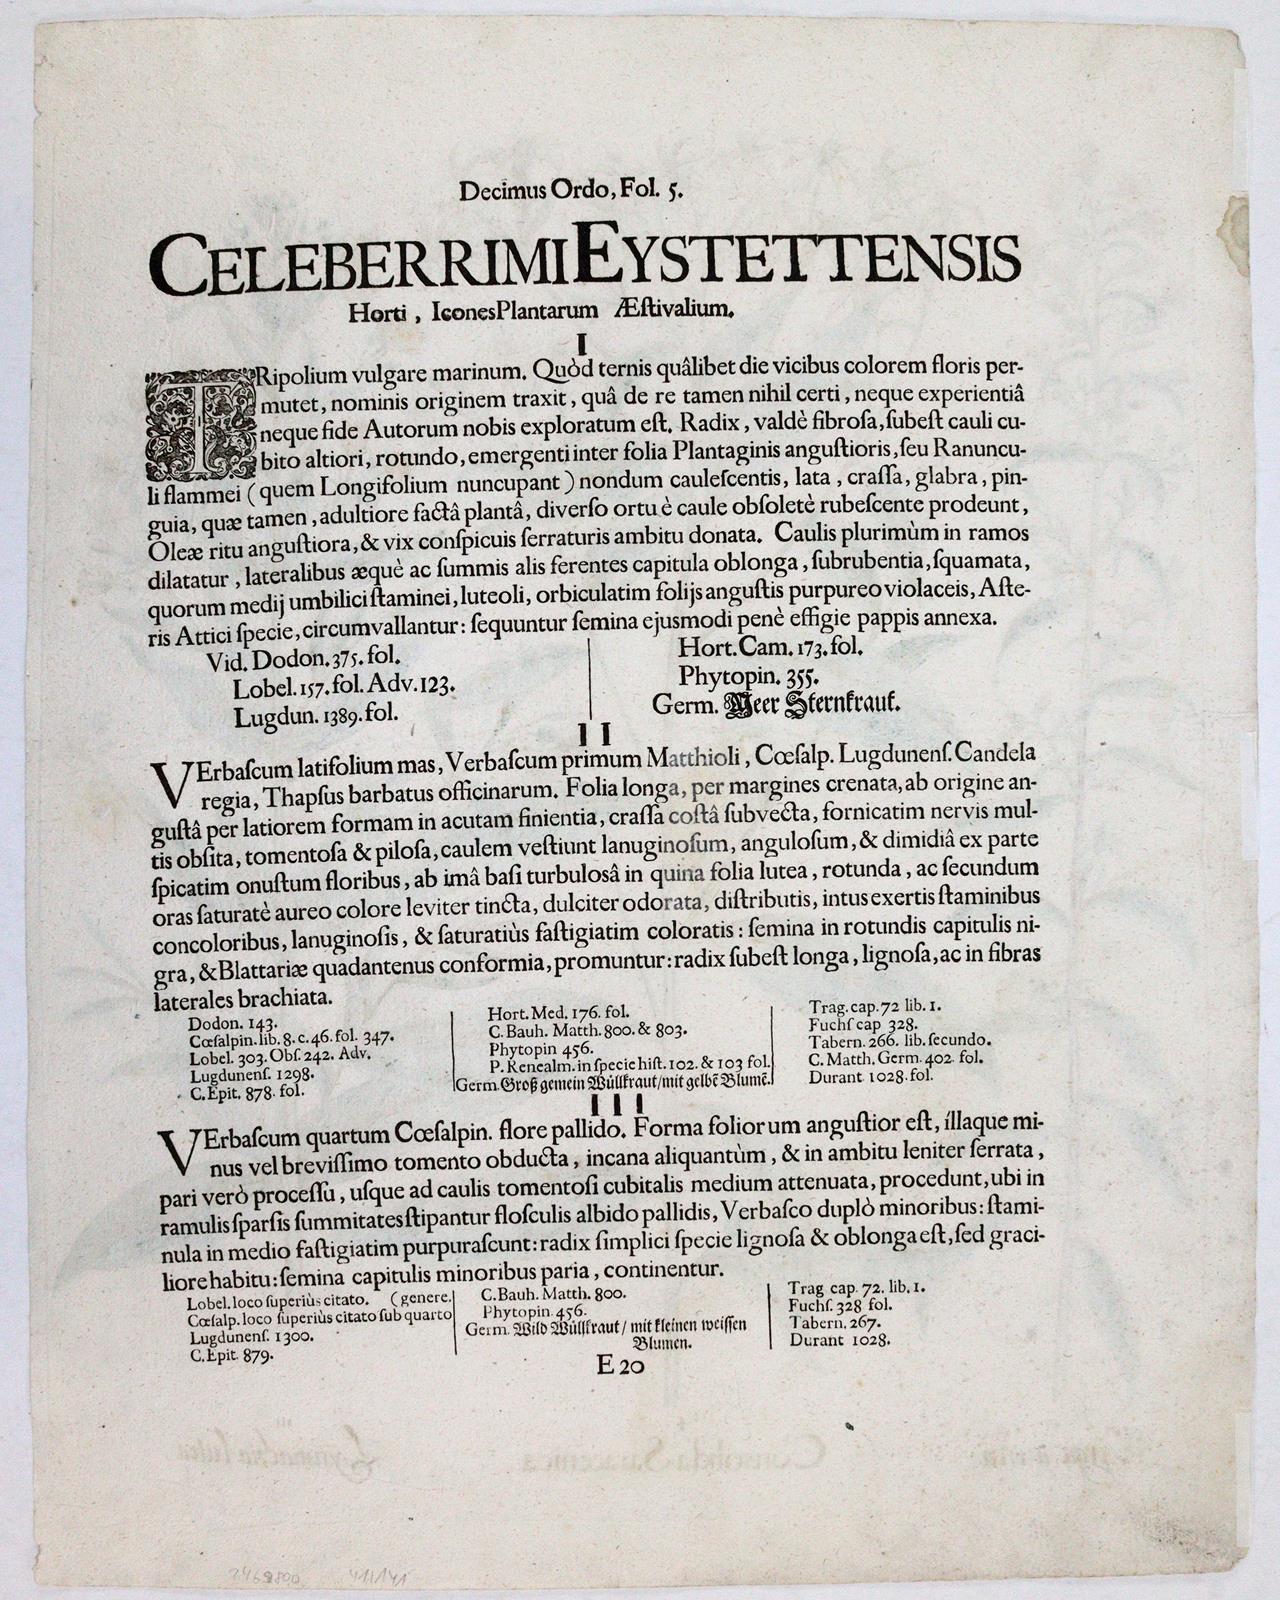 Decimus Ordo, Fol. 5.
CELEBERRIMI EYSTETTENSIS
Horti, Icones Plantarum Æſtivalium.
I
TRipolium vulgare marinum. Quòd ternis quâlibet die vicibus colorem floris per-
mutet, nominis originem traxit, quâ de re tamen nihil certi, neque experientiâ
neque fide Autorum nobis exploratum eſt. Radix, valdè fibroſa, ſubeſt cauli cu-
bito altiori, rotundo, emergenti inter folia Plantaginis anguſtioris, ſeu Ranuncu-
li flammei (quem Longifolium nuncupant) nondum cauleſcentis, lata, craſſa, glabra, pin-
guia, quæ tamen, adultiore factâ plantâ, diverſo ortu è caule obſoletè rubeſcente prodeunt,
Oleæ ritu anguſtiora, & vix conſpicuis ſerraturis ambitu donata. Caulis plurimùm in ramos
dilatatur, lateralibus æquè ac ſummis alis ferentes capitula oblonga, ſubrubentia, ſquamata,
quorum medij umbilici ſtaminei, luteoli, orbiculatim folijs anguſtis purpureo violaceis, Aſte-
ris Attici ſpecie, circumvallantur: ſequuntur ſemina ejusmodi penè effigie pappis annexa.
Vid. Dodon. 375. fol.
Lobel. 157. fol. Adv. 123.
Lugdun. 1389. fol.
Hort. Cam. 173. fol.
Phytopin. 355.
Germ. Meer Sternkraut.
II
VErbaſcum latifolium mas, Verbaſcum primum Matthioli, Cœſalp. Lugdunenſ. Candela
regia, Thapſus barbatus officinarum. Folia longa, per margines crenata, ab origine an-
guſtâ per latiorem formam in acutam finientia, craſſa coſtâ ſubvecta, fornicatim nervis mul-
tis obſita, tomentoſa & piloſa, caulem veſtiunt lanuginoſum, anguloſum, & dimidiâ ex parte
ſpicatim onuſtum floribus, ab imâ baſi turbuloſâ in quina folia lutea, rotunda, ac ſecundum
oras ſaturatè aureo colore leviter tincta, dulciter odorata, diſtributis, intus exertis ſtaminibus
concoloribus, lanuginoſis, & ſaturatiùs faſtigiatim coloratis: ſemina in rotundis capitulis ni-
gra, & Blattariæ quadantenus conformia, promuntur: radix ſubeſt longa, lignoſa, ac in fibras
laterales brachiata.
Dodon. 143.
Cœſalpin. lib. 8. c. 46. fol. 347.
Lobel. 303. Obſ. 242. Adv.
Lugdunenſ. 1298.
C. Epit. 878. fol.
Hort. Med. 176. fol.
C. Bauh. Matth. 800. & 803.
Phytopin 456.
P. Renealm. in ſpecie hiſt. 102. & 103 fol.
Germ. Groß gemein Wüllkraut/ mit gelbē Blumē.
Trag. cap. 72 lib. 1.
Fuchſ cap 328.
Tabern. 266. lib. ſecundo.
C. Matth. Germ. 402. fol.
Durant 1028. fol.
III
VErbaſcum quartum Cœſalpin. flore pallido. Forma foliorum anguſtior eſt, íllaque mi-
nus vel breviſſimo tomento obducta, incana aliquantùm, & in ambitu leniter ſerrata,
pari verò proceſſu, uſque ad caulis tomentoſi cubitalis medium attenuata, procedunt, ubi in
ramulis ſparſis ſummitates ſtipantur floſculis albido pallidis, Verbaſco duplò minoribus: ſtami-
nula in medio faſtigiatim purpuraſcunt: radix ſimplici ſpecie lignoſa & oblonga eſt, ſed graci-
liore habitu: ſemina capitulis minoribus paria, continentur.
Lobel. loco ſuperiùs citato. (genere.
Cœſalp. loco ſuperiùs citato ſub quarto
Lugdunenſ. 1300.
C. Epit. 879.
C. Bauh. Matth. 800.
Phytopin. 456.
Germ. Wild Wüllkraut/ mit kleinen weiſſen
Blumen.
Trag cap. 72. lib. 1.
Fuchſ. 328 fol.
Tabern. 267.
Durant 1028.
E 20